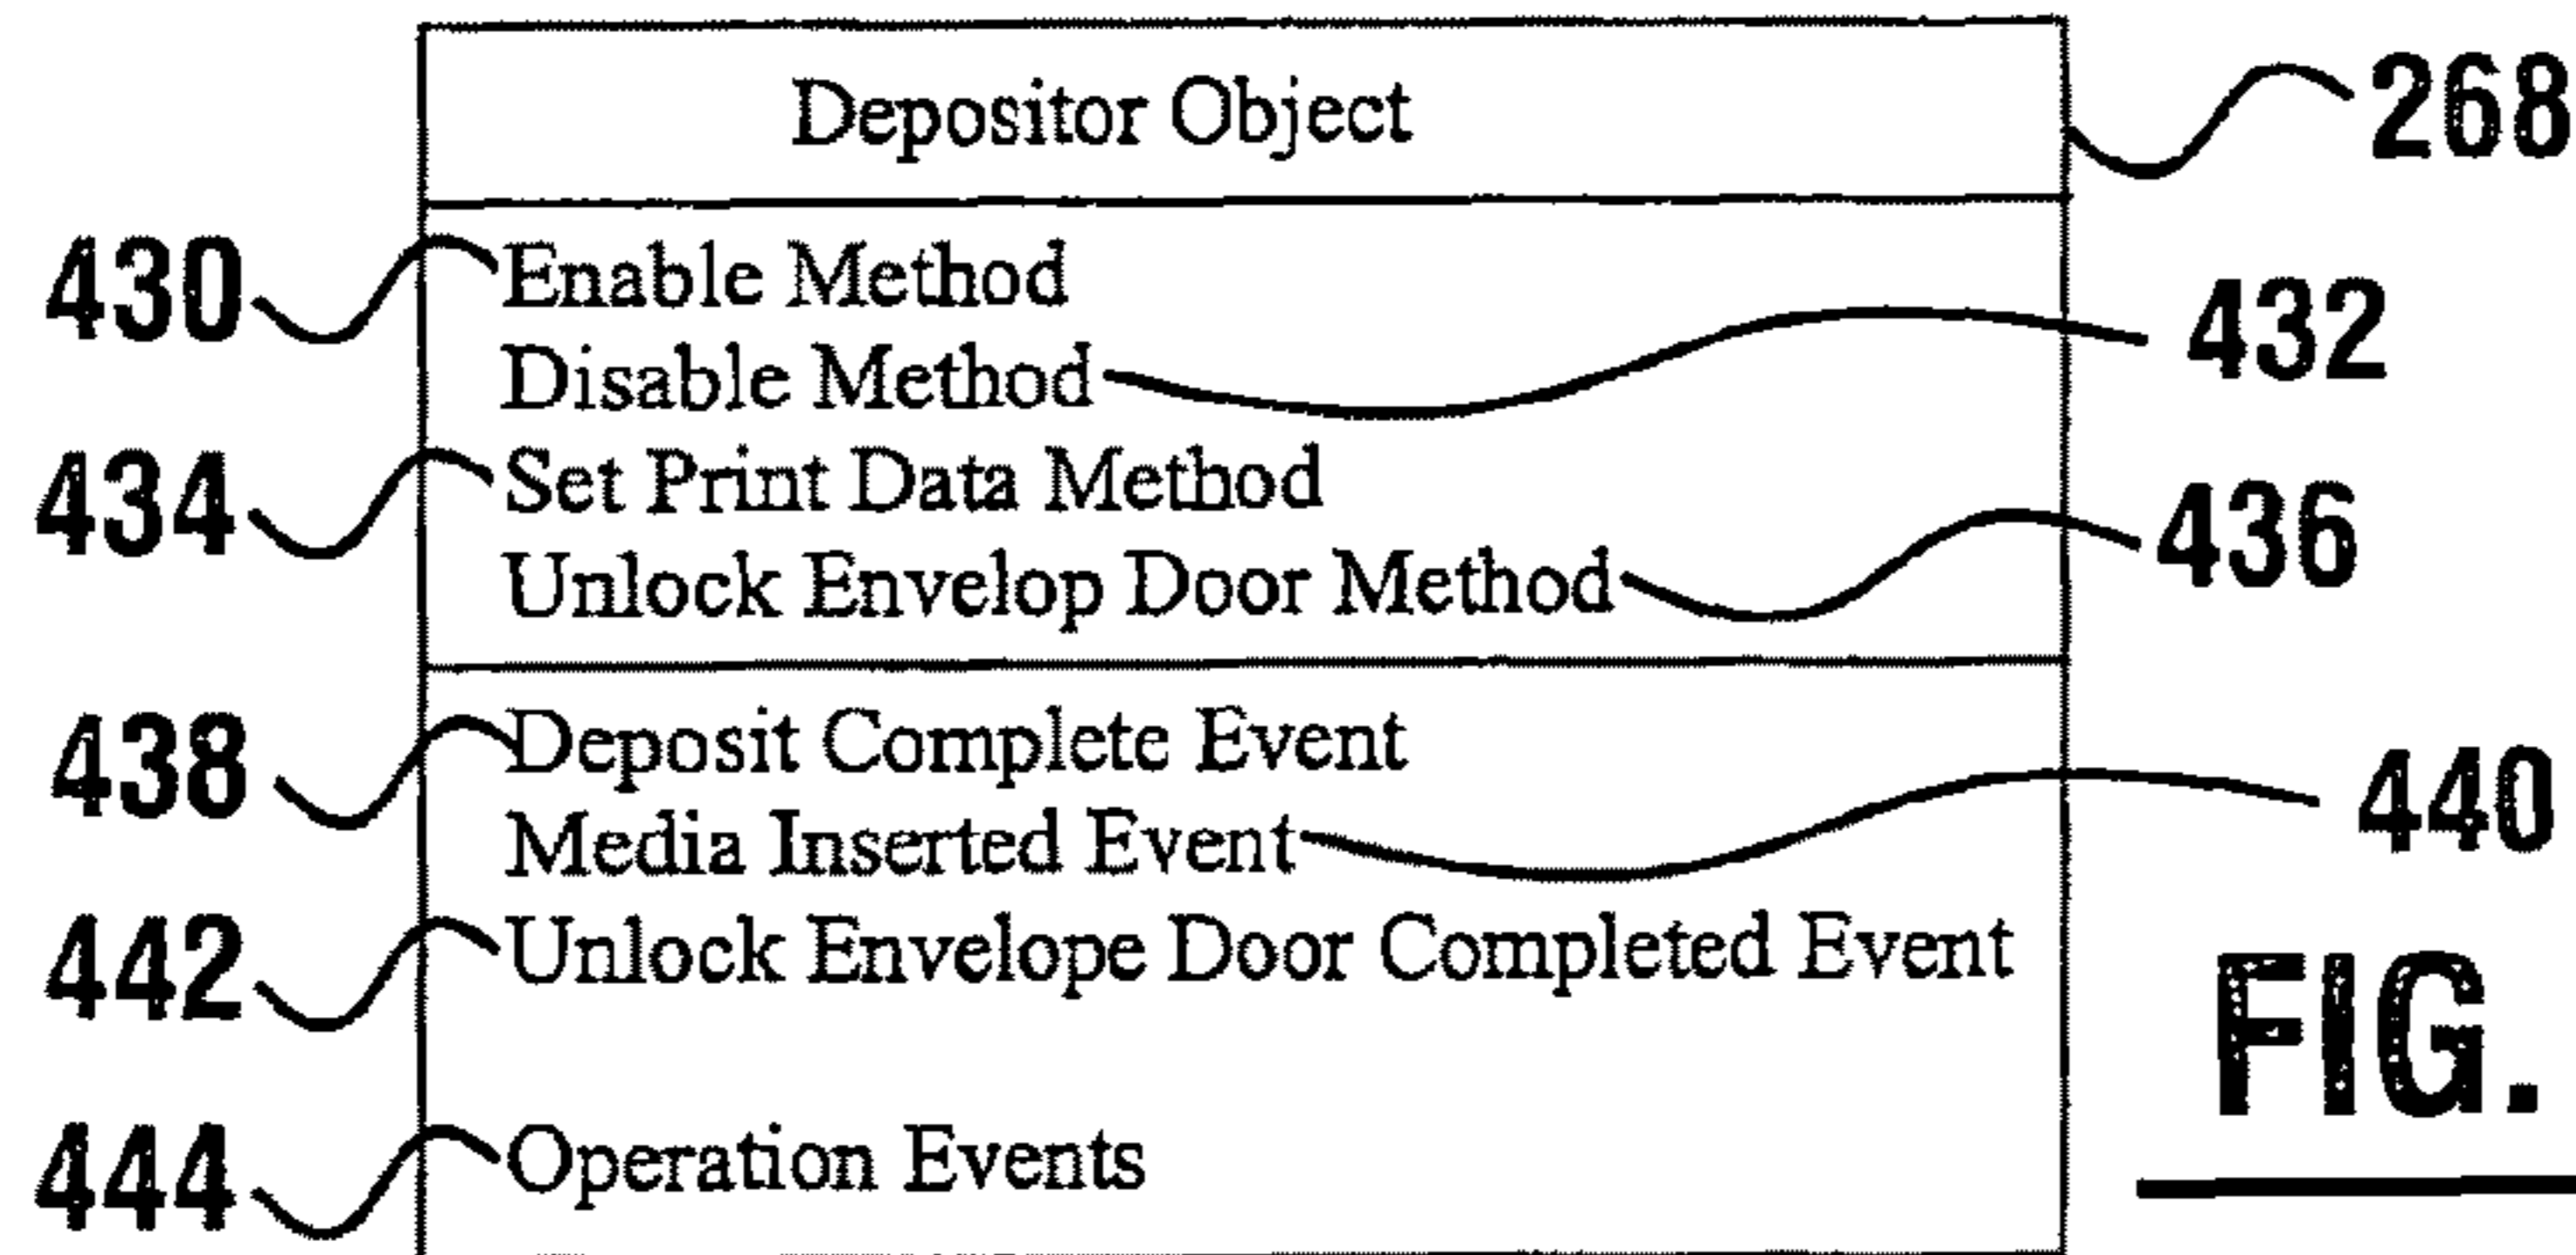 Depositor Object 268
430 Enable Method
Disable Method 432
434 Set Print Data Method
Unlock Envelop Door Method 436
438 Deposit Complete Event
Media Inserted Event 440
442 Unlock Envelope Door Completed Event
FIG.
444 Operation Events